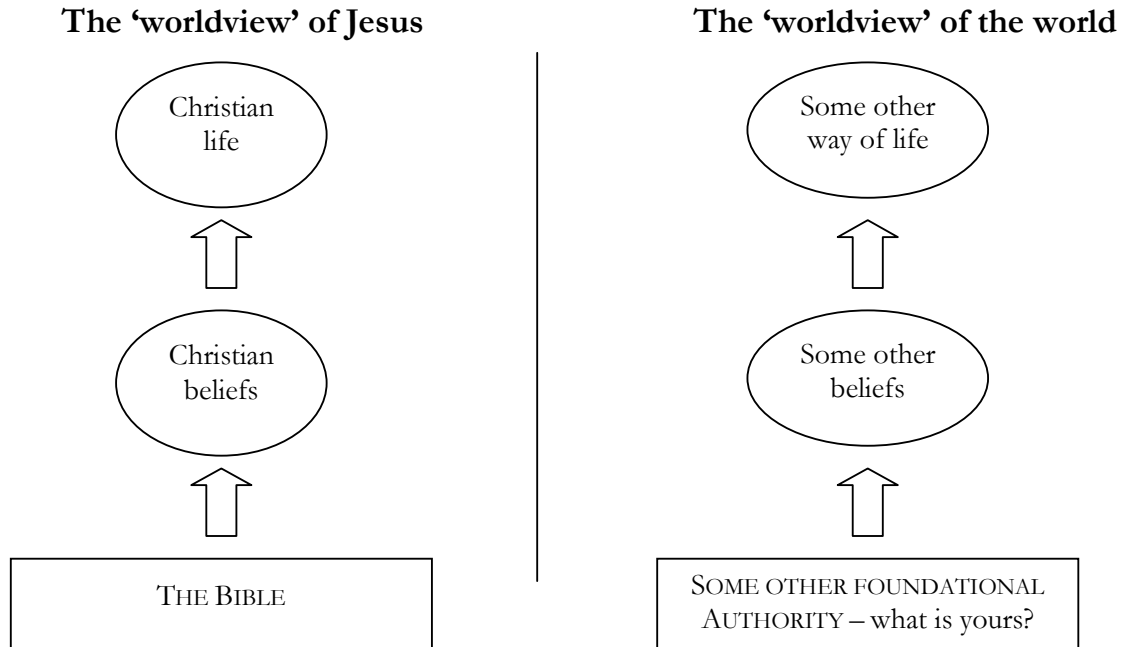 The ‘worldview’ of Jesus
Christian
life
Christian
beliefs
THE BIBLE
The ‘worldview’ of the world
Some other
way of life
Some other
beliefs
SOME OTHER FOUNDATIONAL
AUTHORITY – what is yours?